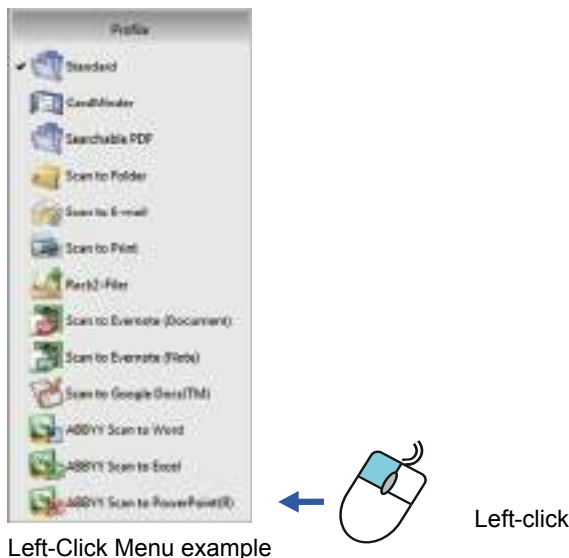 Profile
Standard
CardMinder
Searchable PDF
Scan to Folder
Scan to E-mail
Scan to Print
Rack2-Filer
Scan to Evernote (Document)
Scan to Evernote (Note)
Scan to Google Docs(TM)
ABBYY Scan to Word
ABBYY Scan to Excel
ABBYY Scan to PowerPoint(R)
Left-click
Left-Click Menu example